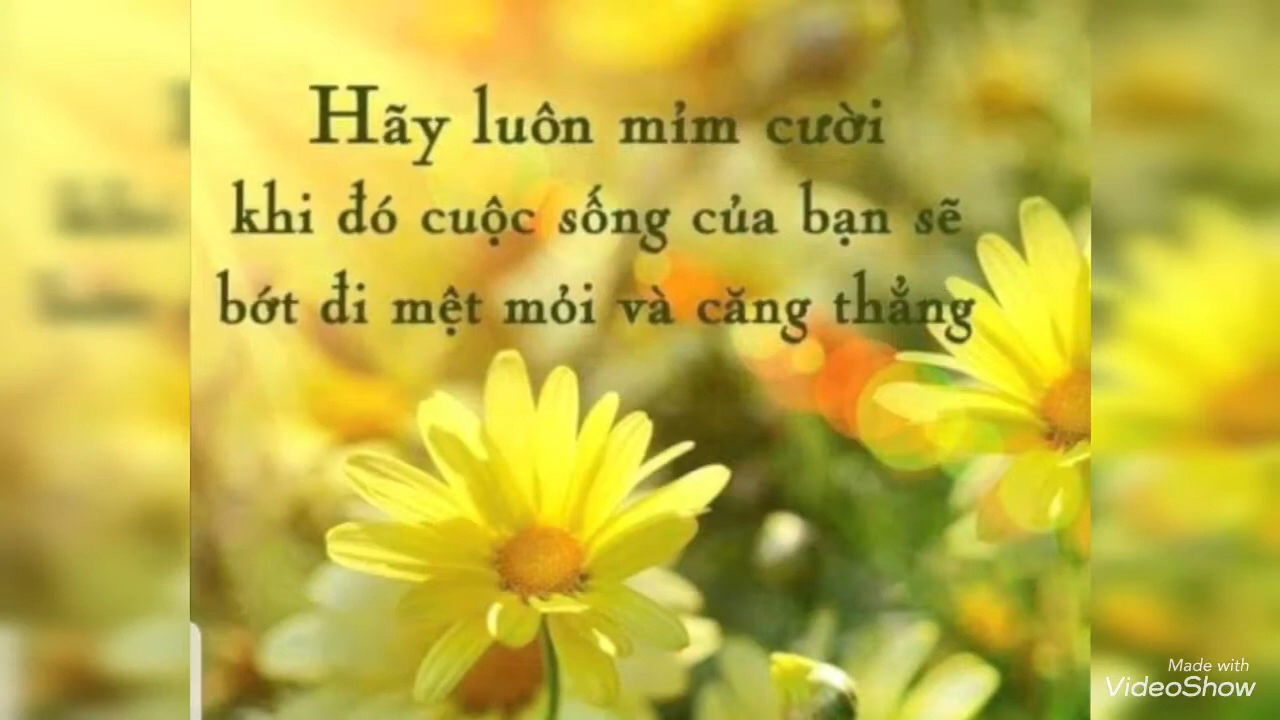 Hãy luôn mỉm cười
khi đó cuộc sống của bạn sẽ
bớt đi mệt mỏi và căng thẳng
Made with
VideoShow